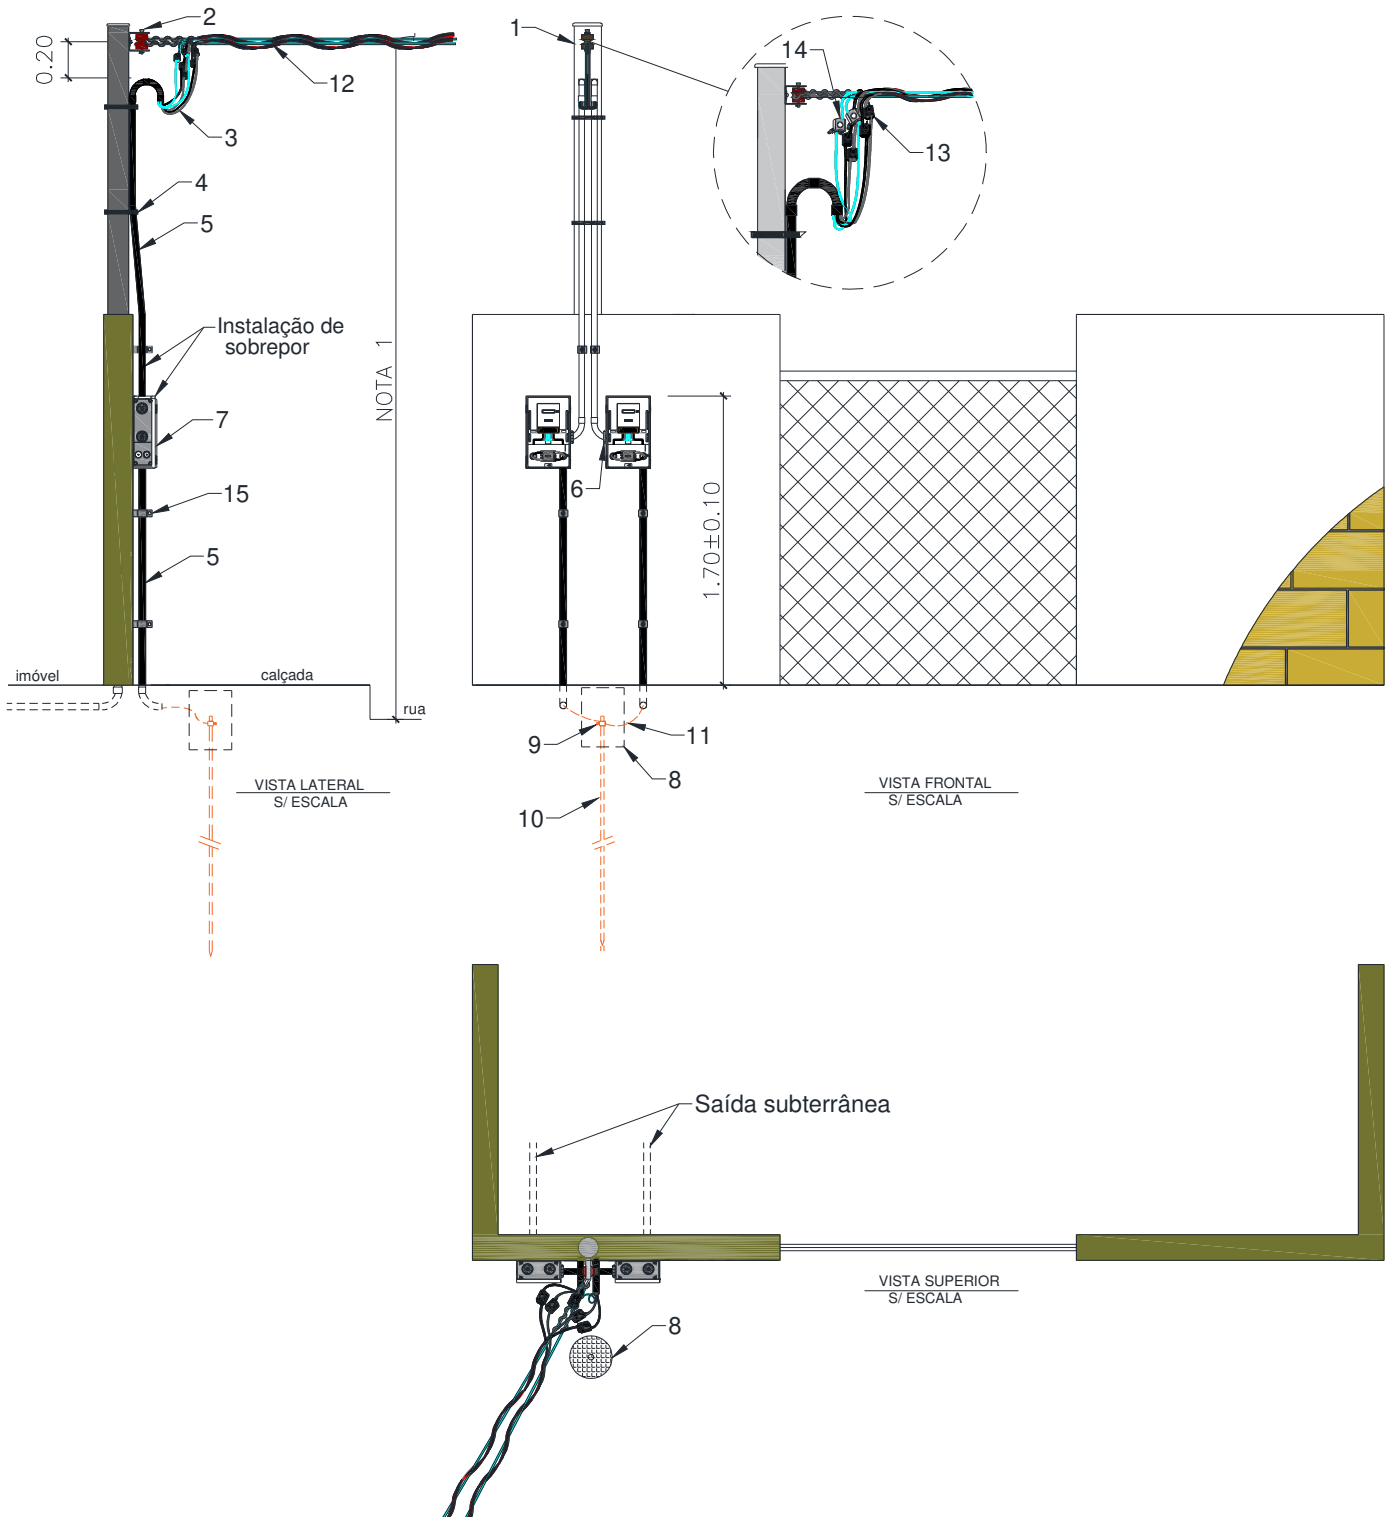 2
1
14
0.20
12
3
13
4
5
Instalação de
sobrepor
NOTA 1
7
15
6
1.70±0.10
5
imóvel
calçada
rua
9
11
8
10
VISTA LATERAL
S/ ESCALA
VISTA FRONTAL
S/ ESCALA
Saída subterrânea
VISTA SUPERIOR
S/ ESCALA
8